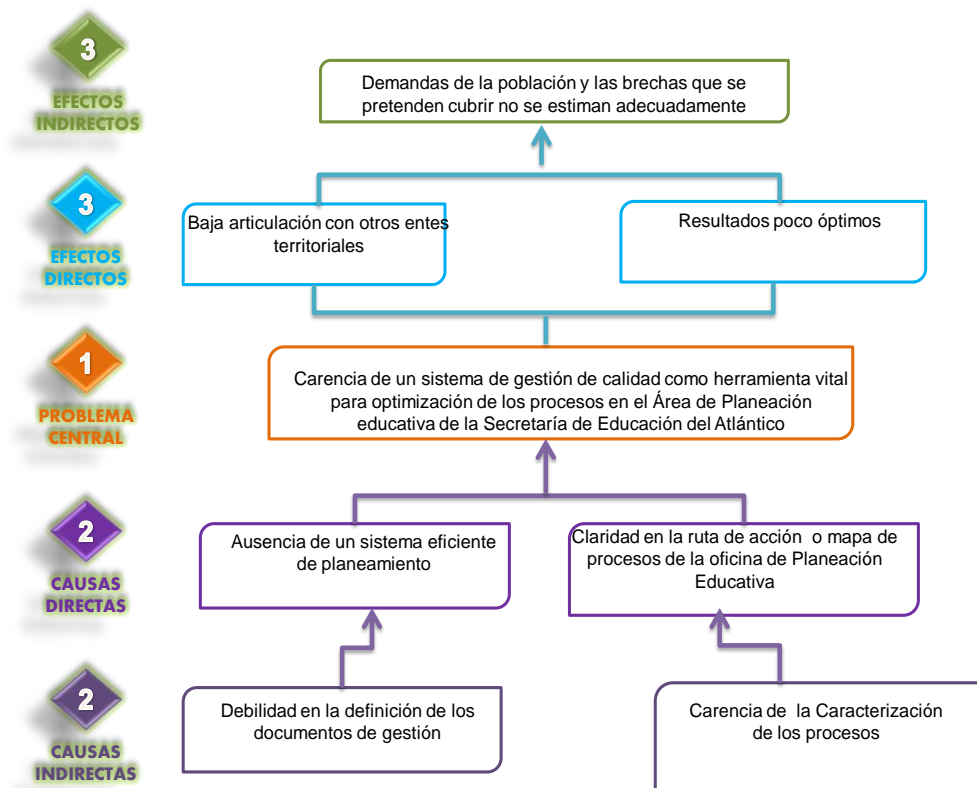 3
EFECTOS
INDIRECTOS
Demandas de la población y las brechas que se
pretenden cubrir no se estiman adecuadamente
3
EFECTOS
DIRECTOS
Baja articulación con otros entes
territoriales
Resultados poco óptimos
1
PROBLEMA
CENTRAL
Carencia de un sistema de gestión de calidad como herramienta vital
para optimización de los procesos en el Área de Planeación
educativa de la Secretaría de Educación del Atlántico
2
CAUSAS
DIRECTAS
Ausencia de un sistema eficiente
de planeamiento
Claridad en la ruta de acción o mapa de
procesos de la oficina de Planeación
Educativa
2
CAUSAS
INDIRECTAS
Debilidad en la definición de los
documentos de gestión
Carencia de la Caracterización
de los procesos